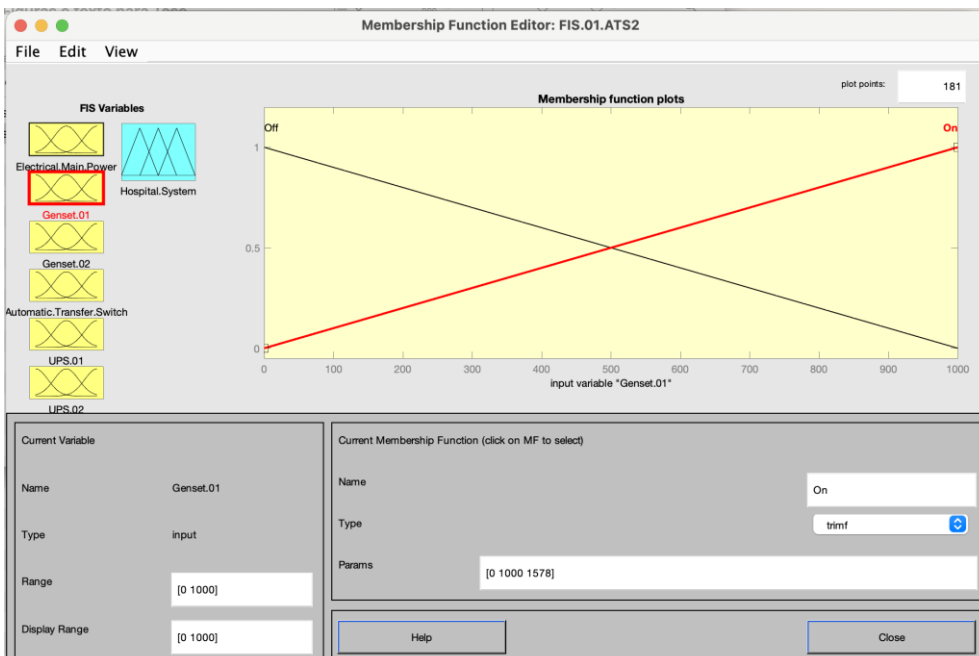 Membership Function Editor: FIS.01.ATS2
File Edit View
plot points: 181
FIS Variables
Membership function plots
Electrical.Main.Power
Hospital.System
Genset.01
Genset.02
Automatic.Transfer.Switch
UPS.01
UPS.02
Off
On
1
0.5
0
0 100 200 300 400 500 600 700 800 900 1000
input variable "Genset.01"
Current Variable
Name Genset.01
Type input
Range [0 1000]
Display Range [0 1000]
Current Membership Function (click on MF to select)
Name On
Type trimf
Params [0 1000 1578]
Help Close